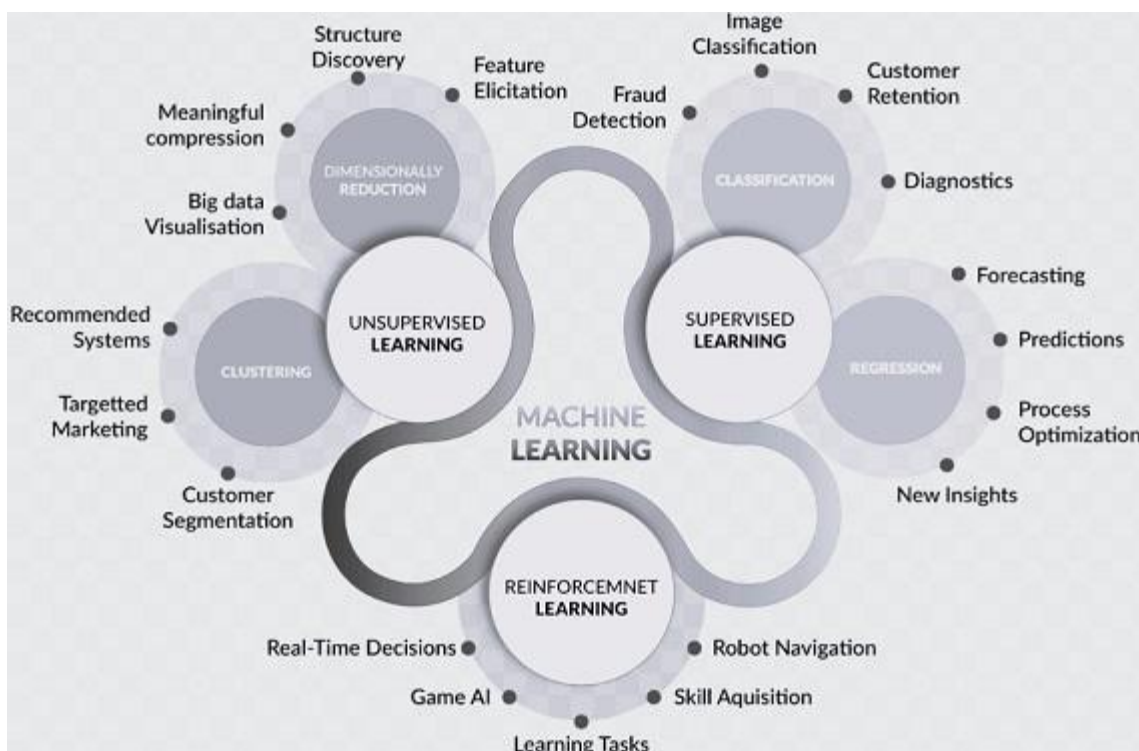 Structure
Discovery
Feature
Elicitation
Meaningful
compression
Big data
Visualisation
DIMENSIONALLY
REDUCTION
Recommended
Systems
Targetted
Marketing
Customer
Segmentation
CLUSTERING
UNSUPERVISED
LEARNING
Image
Classification
Customer
Retention
Fraud
Detection
Diagnostics
CLASSIFICATION
SUPERVISED
LEARNING
Forecasting
Predictions
Process
Optimization
New Insights
REGRESSION
MACHINE
LEARNING
REINFORCEMNET
LEARNING
Real-Time Decisions
Robot Navigation
Game AI
Skill Aquisition
Learning Tasks